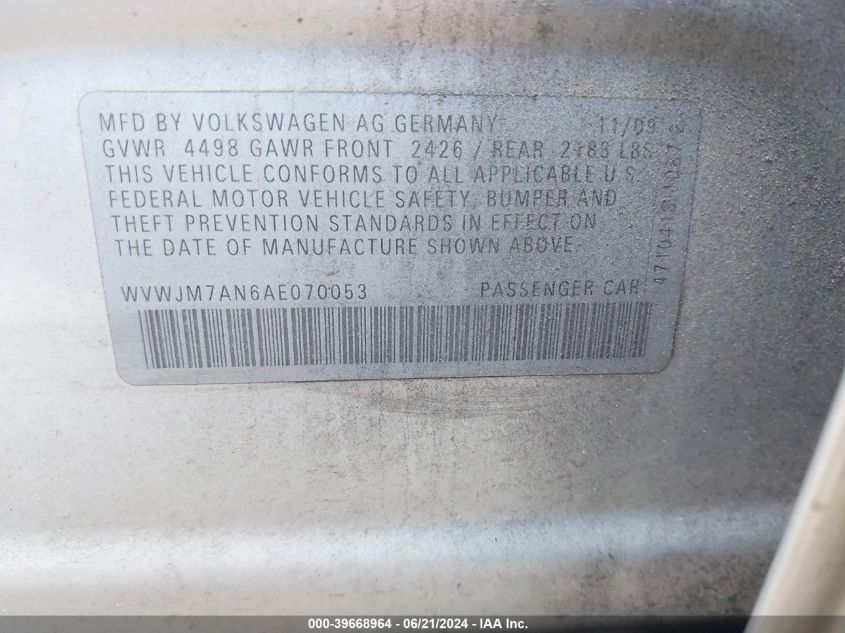 MFD BY VOLKSWAGEN AG GERMANY 11/09
GVWR 4498 GAWR FRONT 2426 / REAR 2183 LBS
THIS VEHICLE CONFORMS TO ALL APPLICABLE U.S.
FEDERAL MOTOR VEHICLE SAFETY, BUMPER AND
THEFT PREVENTION STANDARDS IN EFFECT ON
THE DATE OF MANUFACTURE SHOWN ABOVE.
WVWJM7AN6AE070053 PASSENGER CAR
000-39668964 - 06/21/2024 - IAA Inc.